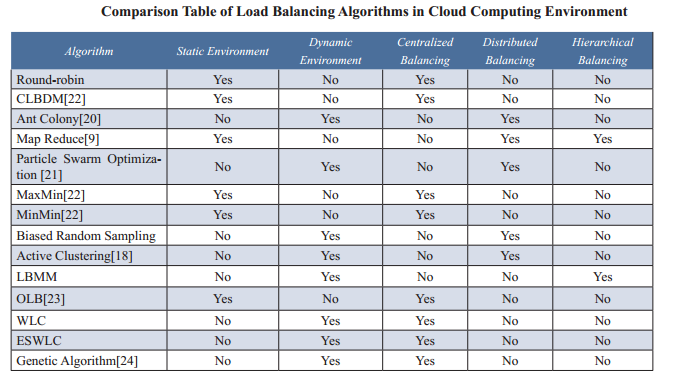 Comparison Table of Load Balancing Algorithms in Cloud Computing Environment
Algorithm Static Environment Dynamic Environment Centralized Balancing Distributed Balancing Hierarchical Balancing
Round-robin Yes No Yes No No
CLBDM[22] Yes No Yes No No
Ant Colony[20] No Yes No Yes No
Map Reduce[9] Yes No No Yes Yes
Particle Swarm Optimiza-
tion [21] No Yes No Yes No
MaxMin[22] Yes No Yes No No
MinMin[22] Yes No Yes No No
Biased Random Sampling No Yes No Yes No
Active Clustering[18] No Yes No Yes No
LBMM No Yes No No Yes
OLB[23] Yes No Yes No No
WLC No Yes Yes No No
ESWLC No Yes Yes No No
Genetic Algorithm[24] No Yes Yes No No